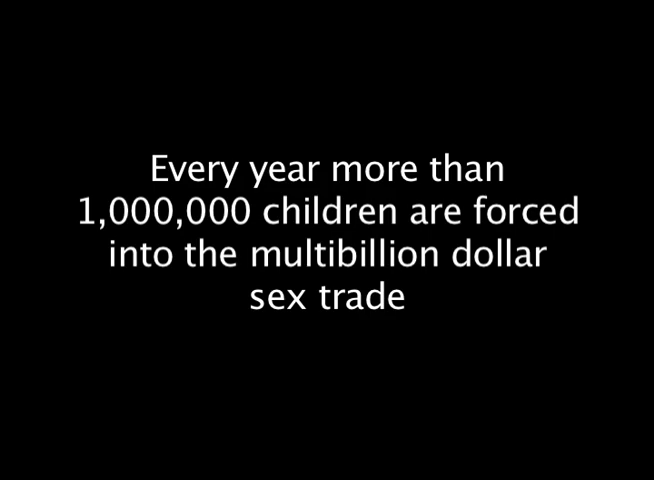 Every year more than
1,000,000 children are forced
into the multibillion dollar
sex trade